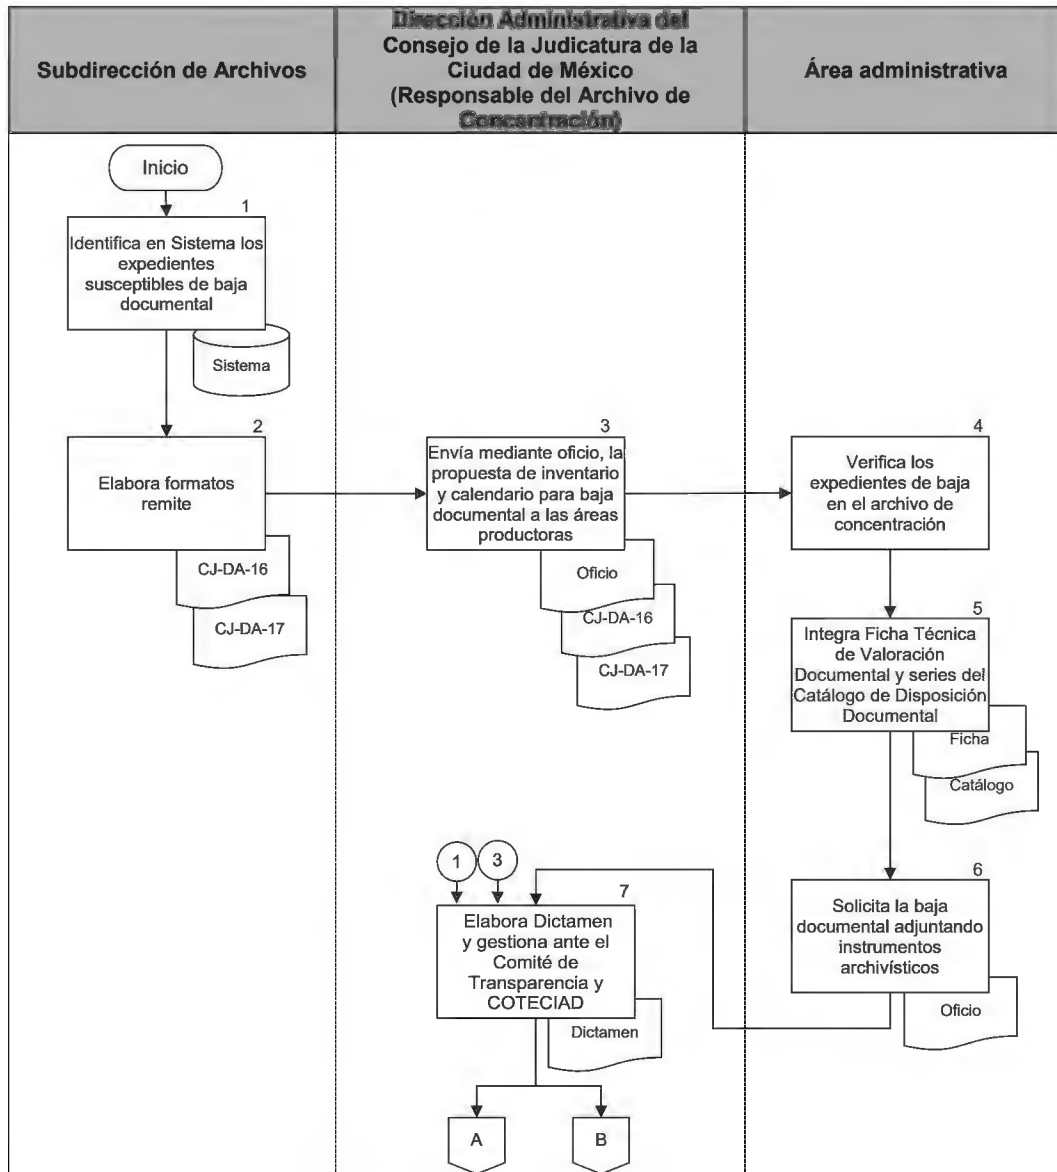 Subdirección de Archivos
Dirección Administrativa del
Consejo de la Judicatura de la
Ciudad de México
(Responsable del Archivo de
Concentración)
Área administrativa
Inicio
1
Identifica en Sistema los
expedientes
susceptibles de baja
documental
Sistema
2
Elabora formatos
remite
CJ-DA-16
CJ-DA-17
3
Envía mediante oficio, la
propuesta de inventario
y calendario para baja
documental a las áreas
productoras
Oficio
CJ-DA-16
CJ-DA-17
4
Verifica los
expedientes de baja
en el archivo de
concentración
5
Integra Ficha Técnica
de Valoración
Documental y series del
Catálogo de Disposición
Documental
Ficha
Catálogo
6
Solicita la baja
documental adjuntando
instrumentos
archivísticos
Oficio
1
3
7
Elabora Dictamen
y gestiona ante el
Comité de
Transparencia y
COTECIAD
Dictamen
A
B